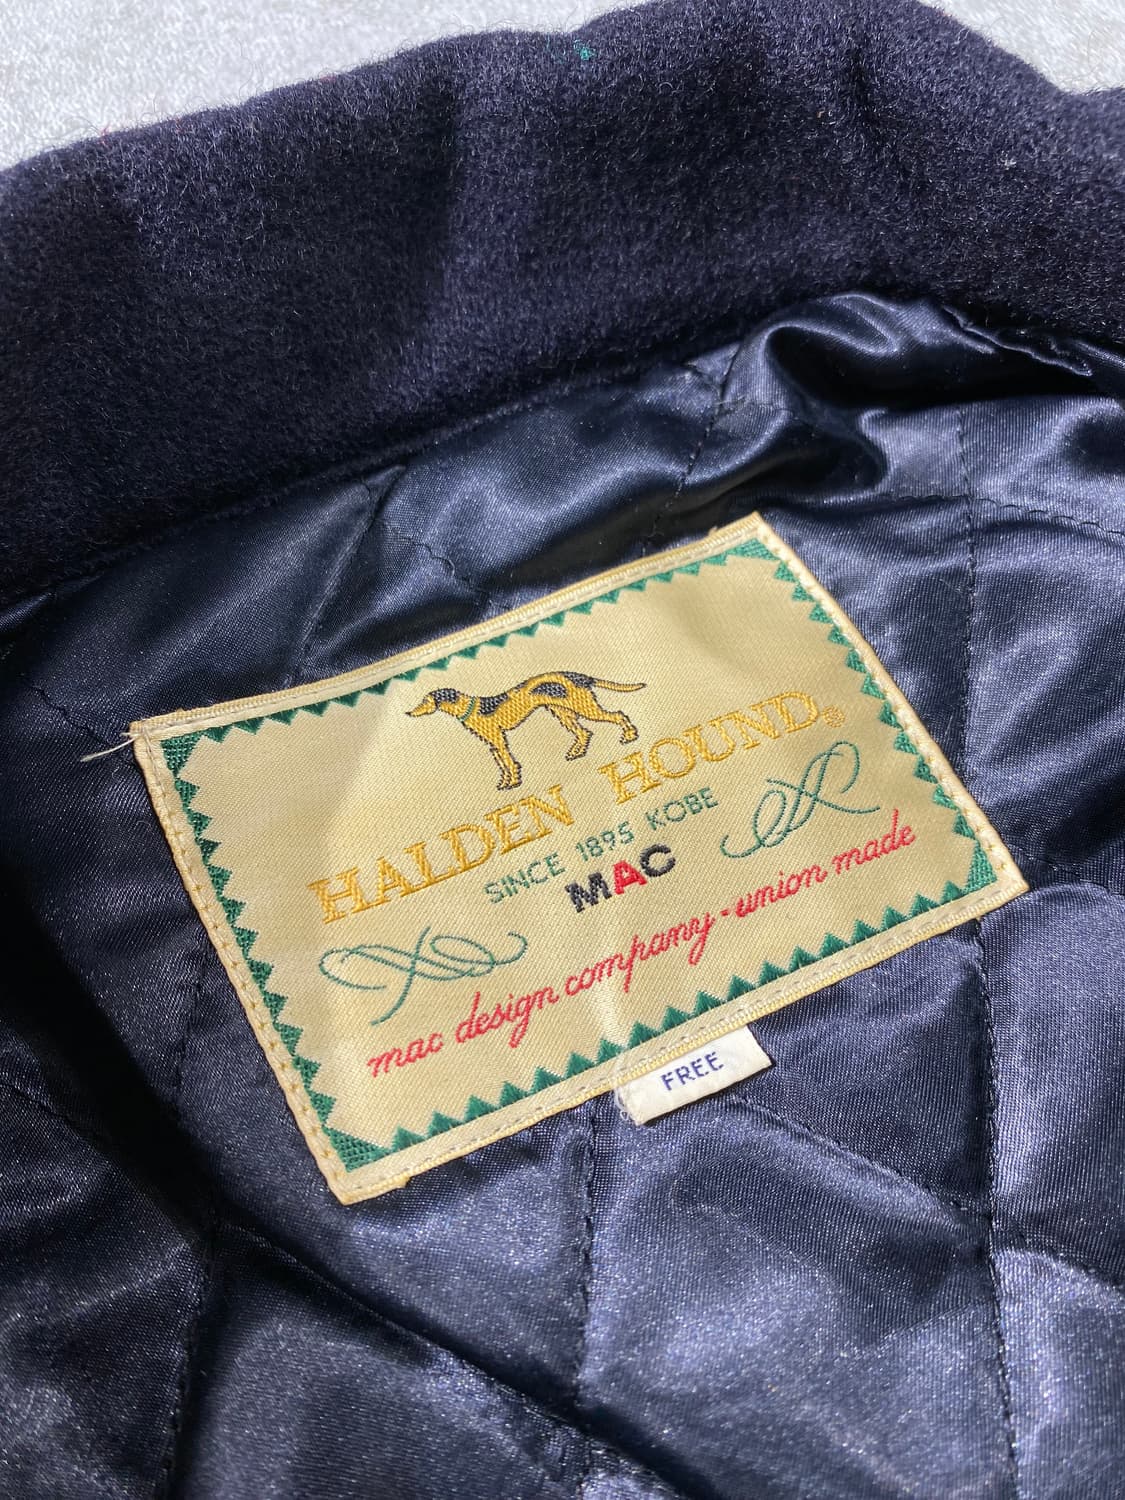 HALDEN HOUND®
SINCE 1895 KOBE
MAC
mac design company·union made
FREE